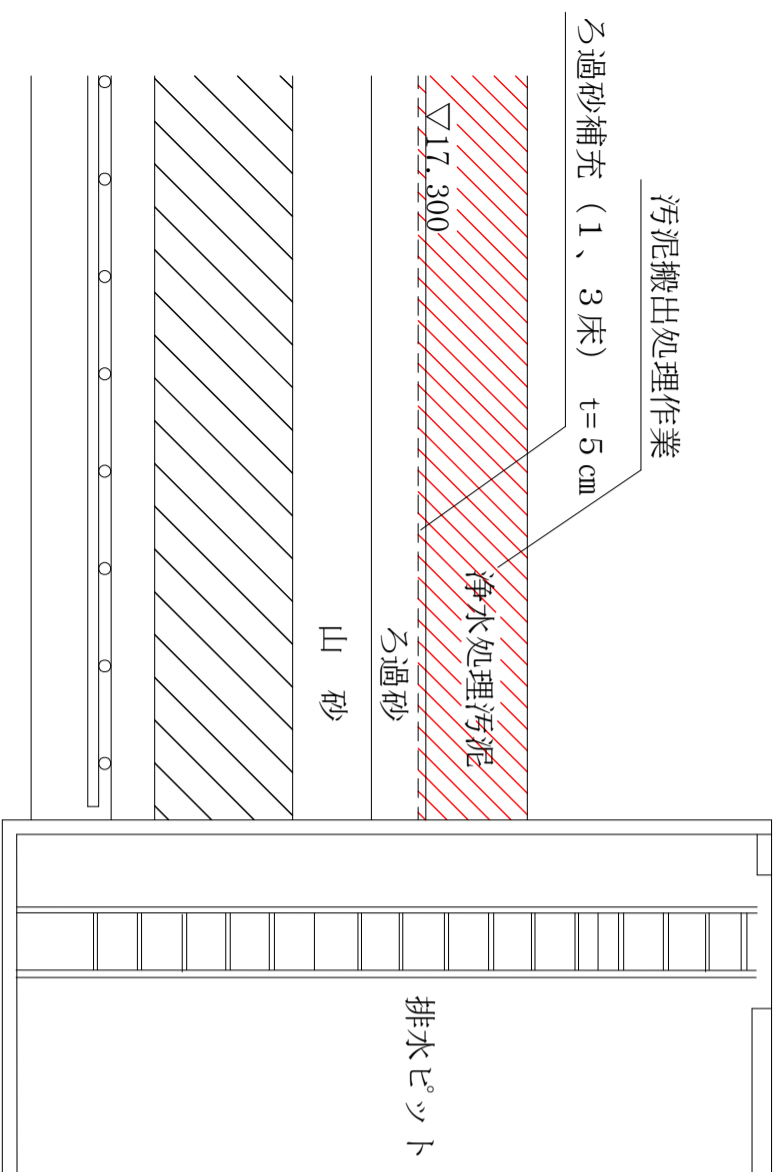 汚泥搬出処理作業
ろ過砂補充（１、３床）　t=５㎝
▽17.300
浄水処理汚泥
ろ過砂
山　砂
排水ピット